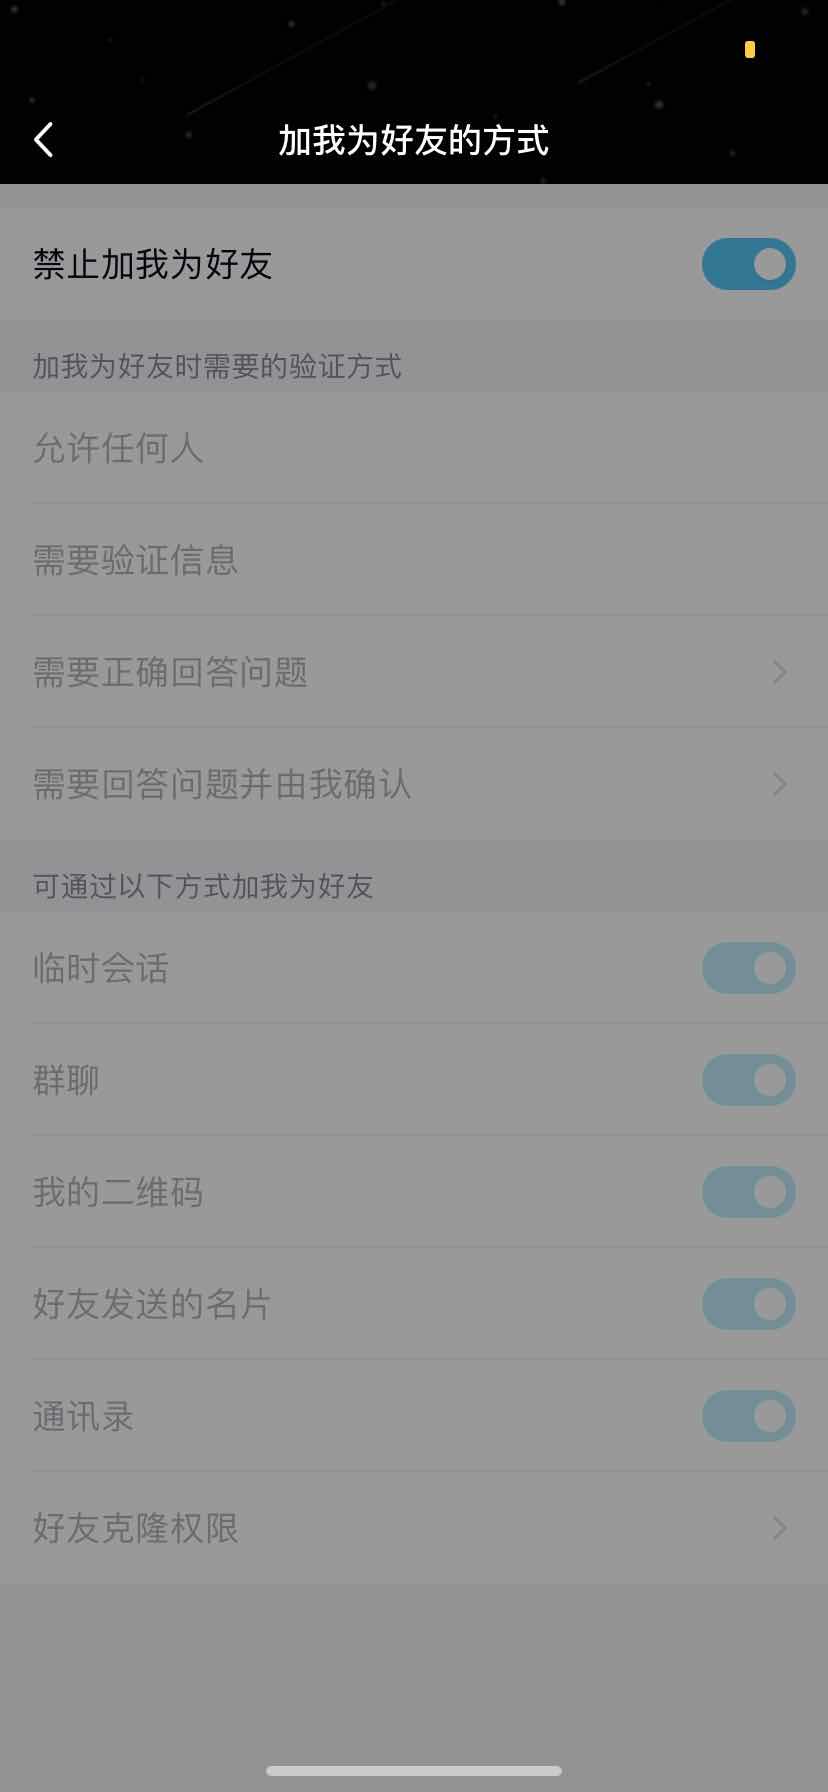 加我为好友的方式
禁止加我为好友
加我为好友时需要的验证方式
允许任何人
需要验证信息
需要正确回答问题
需要回答问题并由我确认
可通过以下方式加我为好友
临时会话
群聊
我的二维码
好友发送的名片
通讯录
好友克隆权限